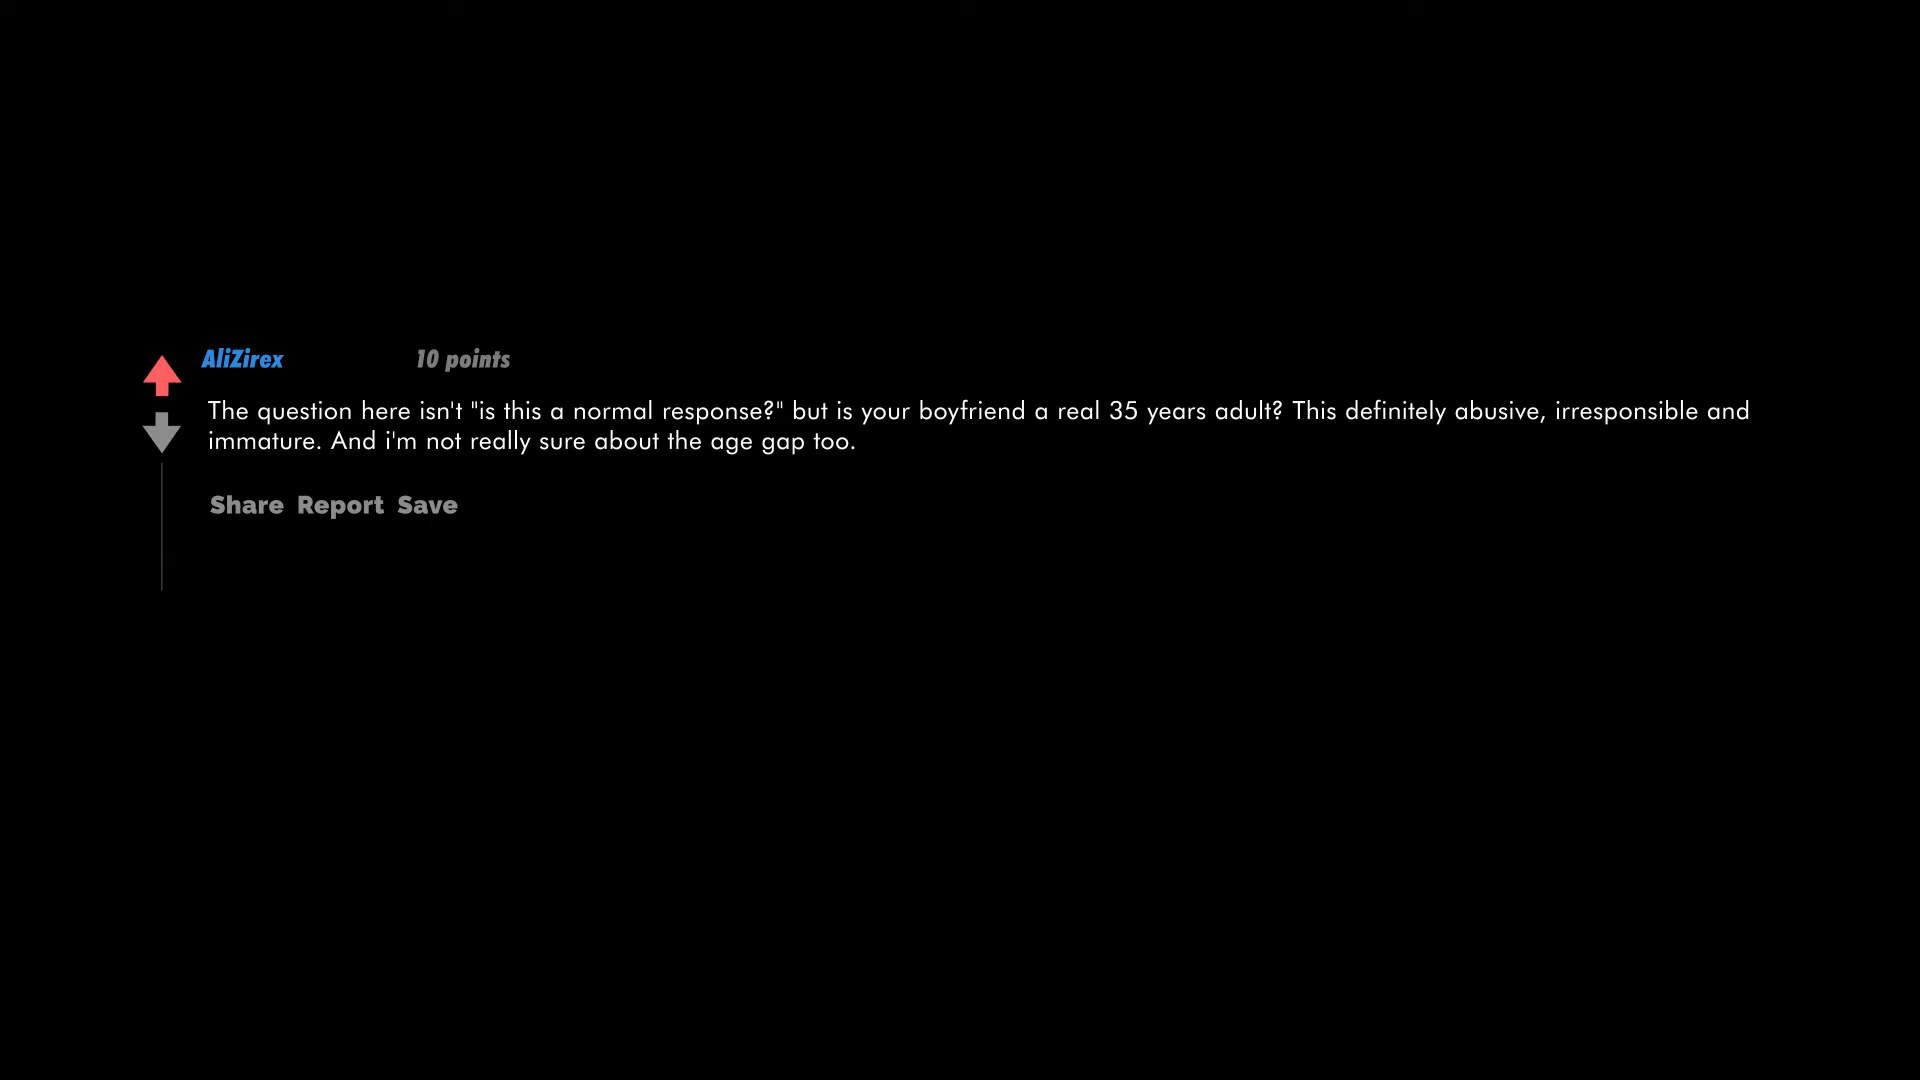 AliZirex 10 points
The question here isn't "is this a normal response?" but is your boyfriend a real 35 years adult? This definitely abusive, irresponsible and
immature. And i'm not really sure about the age gap too.
Share Report Save